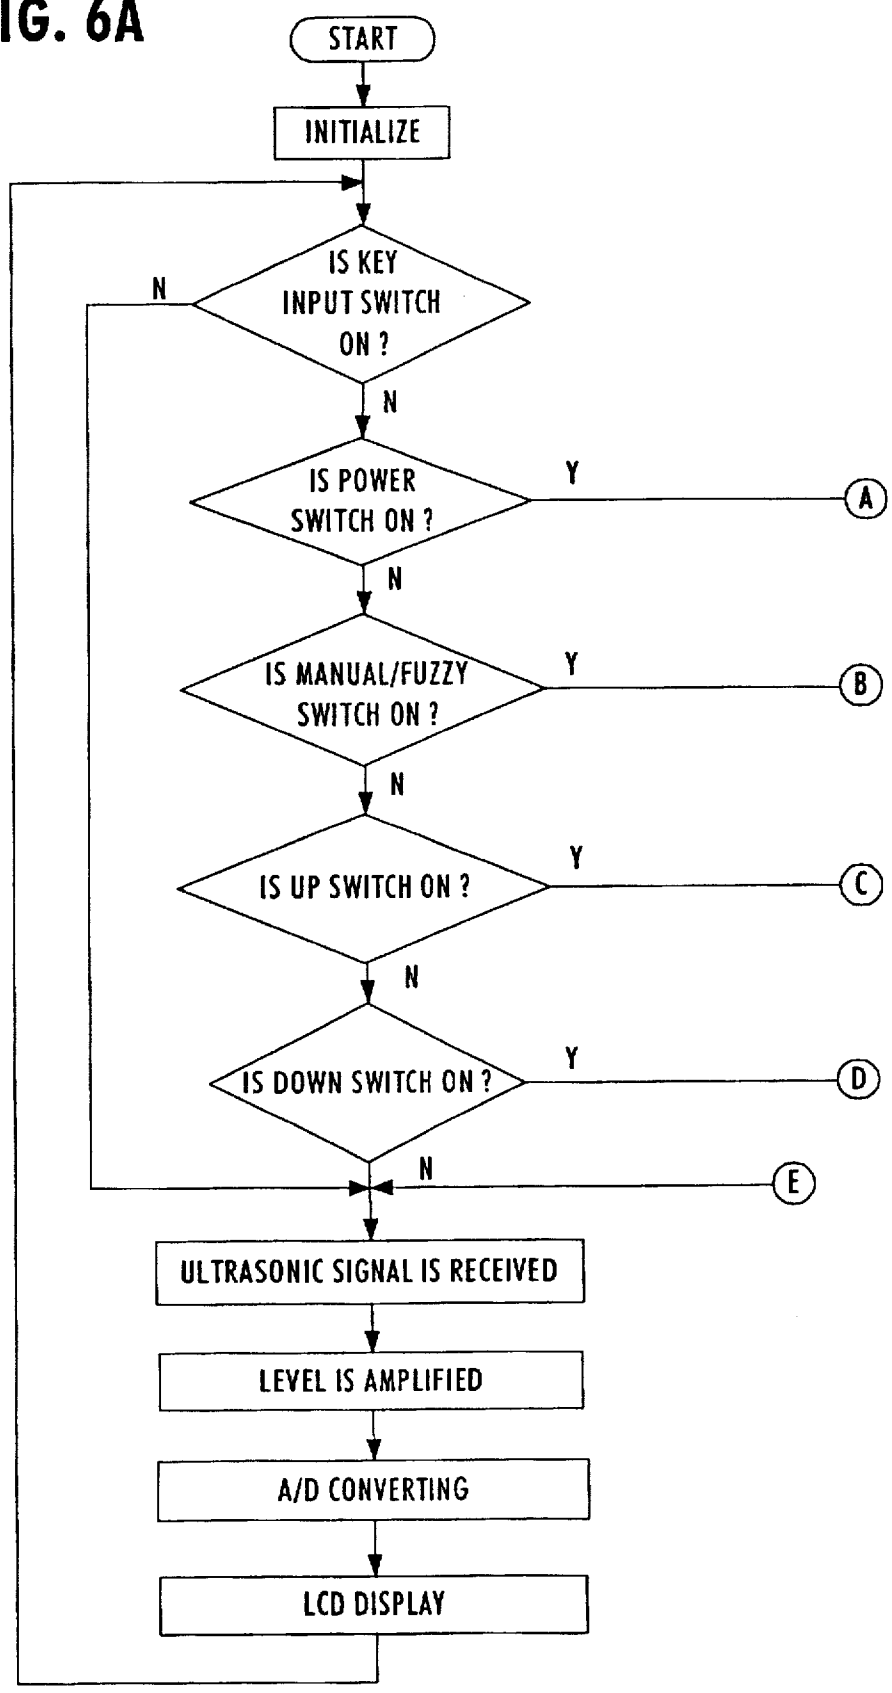 IG. 6A
START
INITIALIZE
IS KEY
INPUT SWITCH
ON ?
N
N
IS POWER
SWITCH ON ?
Y
A
N
IS MANUAL/FUZZY
SWITCH ON ?
Y
B
N
IS UP SWITCH ON ?
Y
C
N
IS DOWN SWITCH ON ?
Y
D
N
E
ULTRASONIC SIGNAL IS RECEIVED
LEVEL IS AMPLIFIED
A/D CONVERTING
LCD DISPLAY